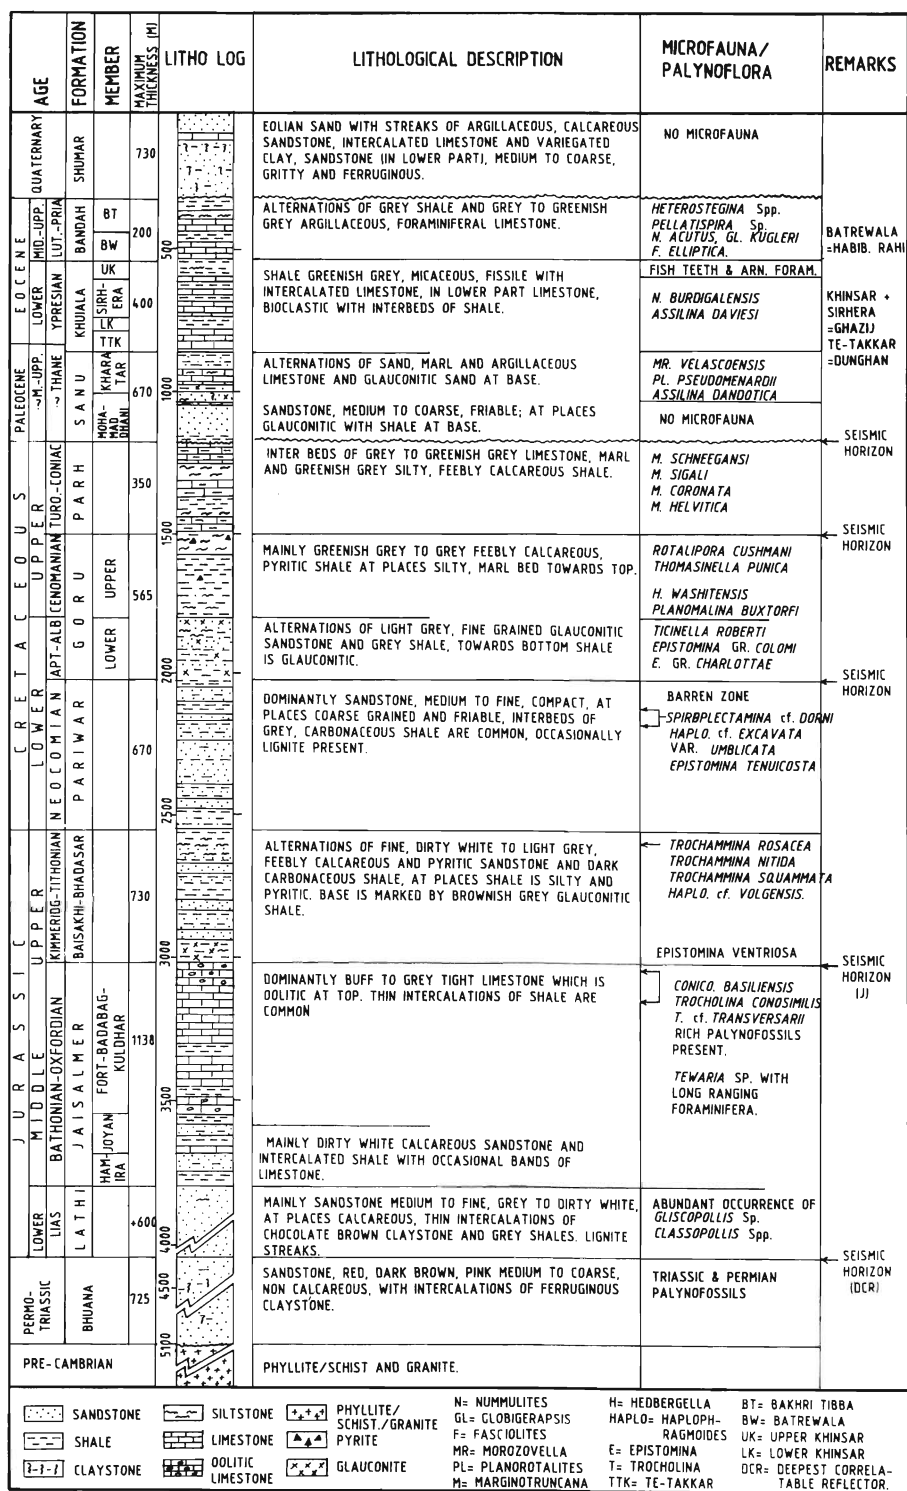 AGE
FORMATION
MEMBER
MAXIMUM
THICKNESS (M)
LITHO LOG
LITHOLOGICAL DESCRIPTION
MICROFAUNA/
PALYNOFLORA
REMARKS
QUATERNARY
SHUMAR
730
EOLIAN SAND WITH STREAKS OF ARGILLACEOUS, CALCAREOUS
SANDSTONE, INTERCALATED LIMESTONE AND VARIEGATED
CLAY, SANDSTONE (IN LOWER PART), MEDIUM TO COARSE,
GRITTY AND FERRUGINOUS.
NO MICROFAUNA
EOCENE
MID.-UPP.
LUT.-PRIA
BANDAH
BT
BW
200
500
ALTERNATIONS OF GREY SHALE AND GREY TO GREENISH
GREY ARGILLACEOUS, FORAMINIFERAL LIMESTONE.
HETEROSTEGINA Spp.
PELLATISPIRA Sp.
N. ACUTUS, GL. KUGLERI
F. ELLIPTICA.
BATREWALA
=HABIB. RAHI
LOWER
YPRESIAN
KHUIALA
UK
SIRH-
ERA
LK
TTK
400
SHALE GREENISH GREY, MICACEOUS, FISSILE WITH
INTERCALATED LIMESTONE, IN LOWER PART LIMESTONE,
BIOCLASTIC WITH INTERBEDS OF SHALE.
FISH TEETH & ARN. FORAM.
N. BURDIGALENSIS
ASSILINA DAVIESI
KHINSAR +
SIRHERA
=GHAZIJ
TE-TAKKAR
=DUNGHAN
PALEOCENE
?M.-UPP.
? THANE
SANU
KHARA
TAR
MOHA-
MAD
DHANI
670
1000
ALTERNATIONS OF SAND, MARL AND ARGILLACEOUS
LIMESTONE AND GLAUCONITIC SAND AT BASE.
SANDSTONE, MEDIUM TO COARSE, FRIABLE; AT PLACES
GLAUCONITIC WITH SHALE AT BASE.
MR. VELASCOENSIS
PL. PSEUDOMENARDII
ASSILINA DANDOTICA
NO MICROFAUNA
SEISMIC
HORIZON
CRETACEOUS
UPPER
TURO.-CONIAC
PARH
350
1500
INTER BEDS OF GREY TO GREENISH GREY LIMESTONE, MARL
AND GREENISH GREY SILTY, FEEBLY CALCAREOUS SHALE.
M. SCHNEEGANSI
M. SIGALI
M. CORONATA
M. HELVITICA
SEISMIC
HORIZON
CENOMANIAN
GORU
UPPER
565
MAINLY GREENISH GREY TO GREY FEEBLY CALCAREOUS,
PYRITIC SHALE AT PLACES SILTY, MARL BED TOWARDS TOP.
ROTALIPORA CUSHMANI
THOMASINELLA PUNICA
H. WASHITENSIS
PLANOMALINA BUXTORFI
LOWER
APT-ALB
LOWER
2000
ALTERNATIONS OF LIGHT GREY, FINE GRAINED GLAUCONITIC
SANDSTONE AND GREY SHALE, TOWARDS BOTTOM SHALE
IS GLAUCONITIC.
TICINELLA ROBERTI
EPISTOMINA GR. COLOMI
E. GR. CHARLOTTAE
SEISMIC
HORIZON
NEOCOMIAN
PARIWAR
670
2500
DOMINANTLY SANDSTONE, MEDIUM TO FINE, COMPACT, AT
PLACES COARSE GRAINED AND FRIABLE, INTERBEDS OF
GREY, CARBONACEOUS SHALE ARE COMMON, OCCASIONALLY
LIGNITE PRESENT.
BARREN ZONE
SPIRBPLECTAMINA cf. DORNI
HAPLO. cf. EXCAVATA
VAR. UMBLICATA
EPISTOMINA TENUICOSTA
JURASSIC
UPPER
KIMMERIDG-TITHONIAN
BAISAKHI-BHADASAR
730
3000
ALTERNATIONS OF FINE, DIRTY WHITE TO LIGHT GREY,
FEEBLY CALCAREOUS AND PYRITIC SANDSTONE AND DARK
CARBONACEOUS SHALE, AT PLACES SHALE IS SILTY AND
PYRITIC. BASE IS MARKED BY BROWNISH GREY GLAUCONITIC
SHALE.
TROCHAMMINA ROSACEA
TROCHAMMINA NITIDA
TROCHAMMINA SQUAMMATA
HAPLO. cf. VOLGENSIS.
EPISTOMINA VENTRIOSA
SEISMIC
HORIZON
(J)
MIDDLE
BATHONIAN-OXFORDIAN
JAISALMER
FORT-BADABAG-
KULDHAR
JOYAN
HAM-
IRA
1138
3500
DOMINANTLY BUFF TO GREY TIGHT LIMESTONE WHICH IS
OOLITIC AT TOP. THIN INTERCALATIONS OF SHALE ARE
COMMON
MAINLY DIRTY WHITE CALCAREOUS SANDSTONE AND
INTERCALATED SHALE WITH OCCASIONAL BANDS OF
LIMESTONE.
CONICO. BASILIENSIS
TROCHOLINA CONOSIMILIS
T. cf. TRANSVERSARII
RICH PALYNOFOSSILS
PRESENT.
TEWARIA SP. WITH
LONG RANGING
FORAMINIFERA.
LOWER
LIAS
LATHI
+600
4000
MAINLY SANDSTONE MEDIUM TO FINE, GREY TO DIRTY WHITE,
AT PLACES CALCAREOUS, THIN INTERCALATIONS OF
CHOCOLATE BROWN CLAYSTONE AND GREY SHALES. LIGNITE
STREAKS.
ABUNDANT OCCURRENCE OF
GLISCOPOLLIS Sp.
CLASSOPOLLIS Spp.
SEISMIC
HORIZON
(DCR)
PERMO-
TRIASSIC
BHUANA
725
4500
5100
SANDSTONE, RED, DARK BROWN, PINK MEDIUM TO COARSE,
NON CALCAREOUS, WITH INTERCALATIONS OF FERRUGINOUS
CLAYSTONE.
TRIASSIC & PERMIAN
PALYNOFOSSILS
PRE-CAMBRIAN
PHYLLITE/SCHIST AND GRANITE.
SANDSTONE
SHALE
CLAYSTONE
SILTSTONE
LIMESTONE
OOLITIC
LIMESTONE
PHYLLITE/
SCHIST./GRANITE
PYRITE
GLAUCONITE
N= NUMMULITES
GL= GLOBIGERAPSIS
F= FASCIOLITES
MR= MOROZOVELLA
PL= PLANOROTALITES
M= MARGINOTRUNCANA
H= HEDBERGELLA
HAPLO= HAPLOPH-
RAGMOIDES
E= EPISTOMINA
T= TROCHOLINA
TTK= TE-TAKKAR
BT= BAKHRI TIBBA
BW= BATREWALA
UK= UPPER KHINSAR
LK= LOWER KHINSAR
DCR= DEEPEST CORRELA-
TABLE REFLECTOR.